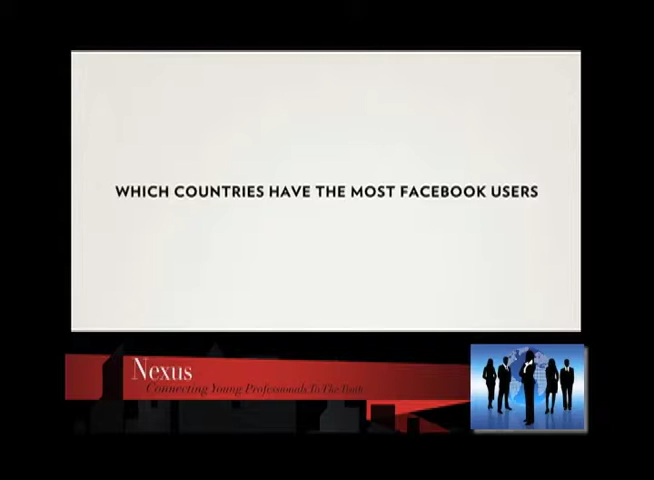 WHICH COUNTRIES HAVE THE MOST FACEBOOK USERS
Nexus
Connecting Young Professionals To The Truth